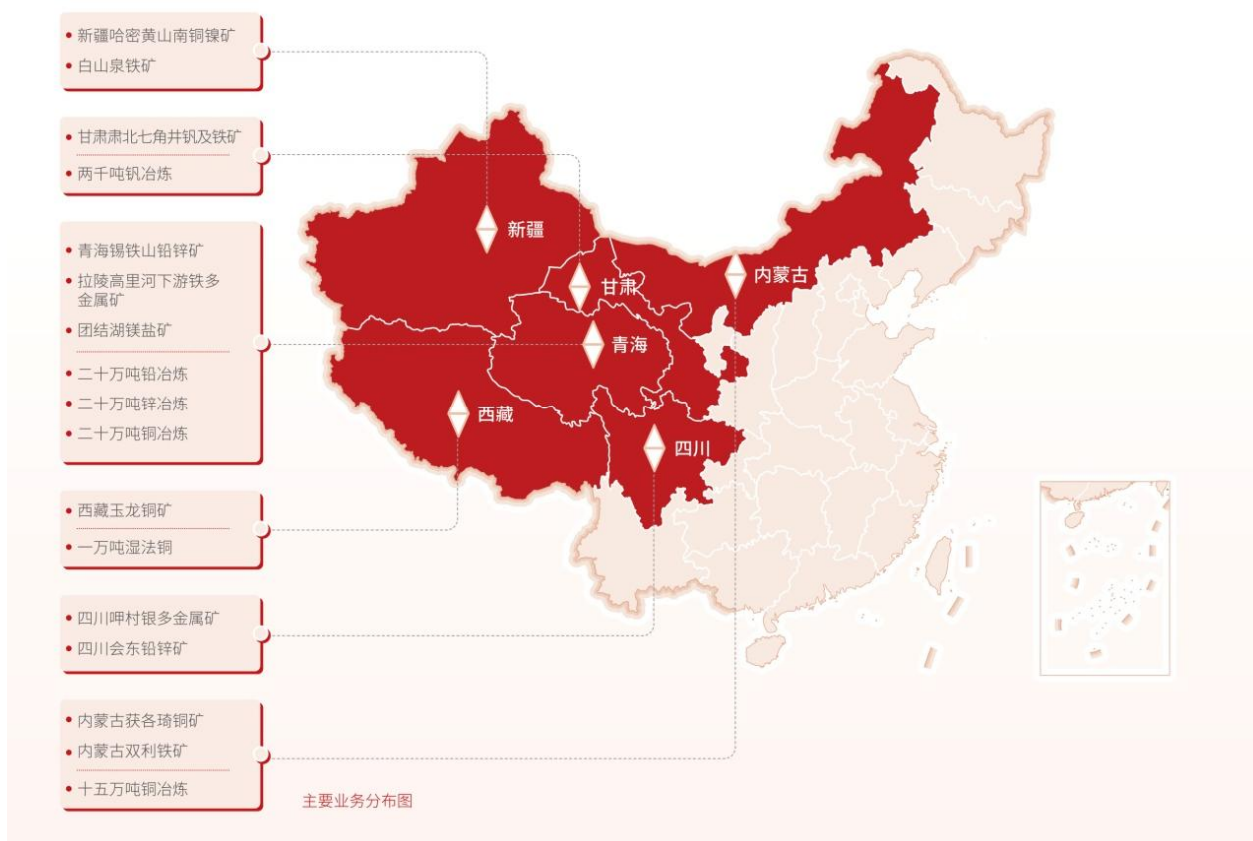 新疆哈密黄山南铜镍矿
白山泉铁矿
甘肃肃北七角井钒及铁矿
两千吨钒冶炼
青海锡铁山铅锌矿
拉陵高里河下游铁多
金属矿
团结湖镁盐矿
二十万吨铅冶炼
二十万吨锌冶炼
二十万吨铜冶炼
西藏玉龙铜矿
一万吨湿法铜
四川呷村银多金属矿
四川会东铅锌矿
内蒙古获各琦铜矿
内蒙古双利铁矿
十五万吨铜冶炼
新疆
甘肃
内蒙古
青海
西藏
四川
主要业务分布图